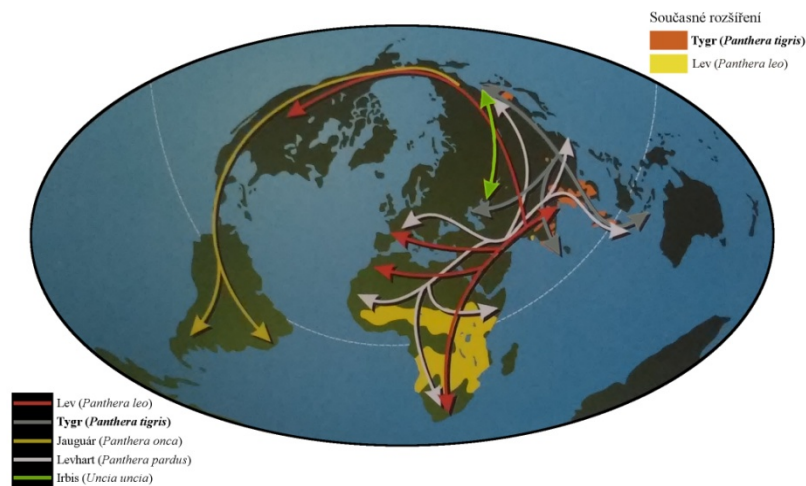 Současné rozšíření
Tygr (Panthera tigris)
Lev (Panthera leo)
Lev (Panthera leo)
Tygr (Panthera tigris)
Jauguár (Panthera onca)
Levhart (Panthera pardus)
Irbis (Uncia uncia)